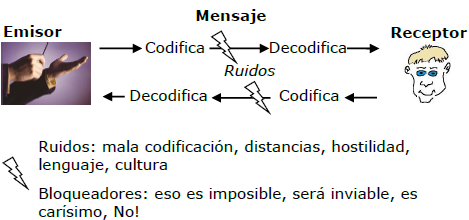 Mensaje
Emisor
Receptor
Codifica
Decodifica
Ruidos
Decodifica
Codifica
Ruidos: mala codificación, distancias, hostilidad,
lenguaje, cultura
Bloqueadores: eso es imposible, será inviable, es
carísimo, No!